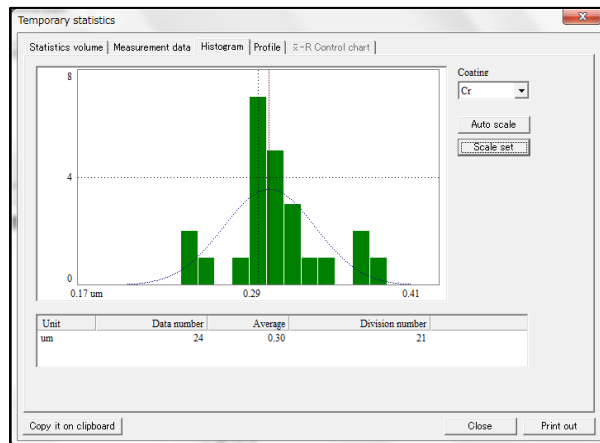 Temporary statistics
Statistics volume Measurement data Histogram Profile x̄-R Control chart
8
4
0
0.17 um 0.29 0.41
Coating
Cr
Auto scale
Scale set
Unit Data number Average Division number
um 24 0.30 21
Copy it on clipboard Close Print out